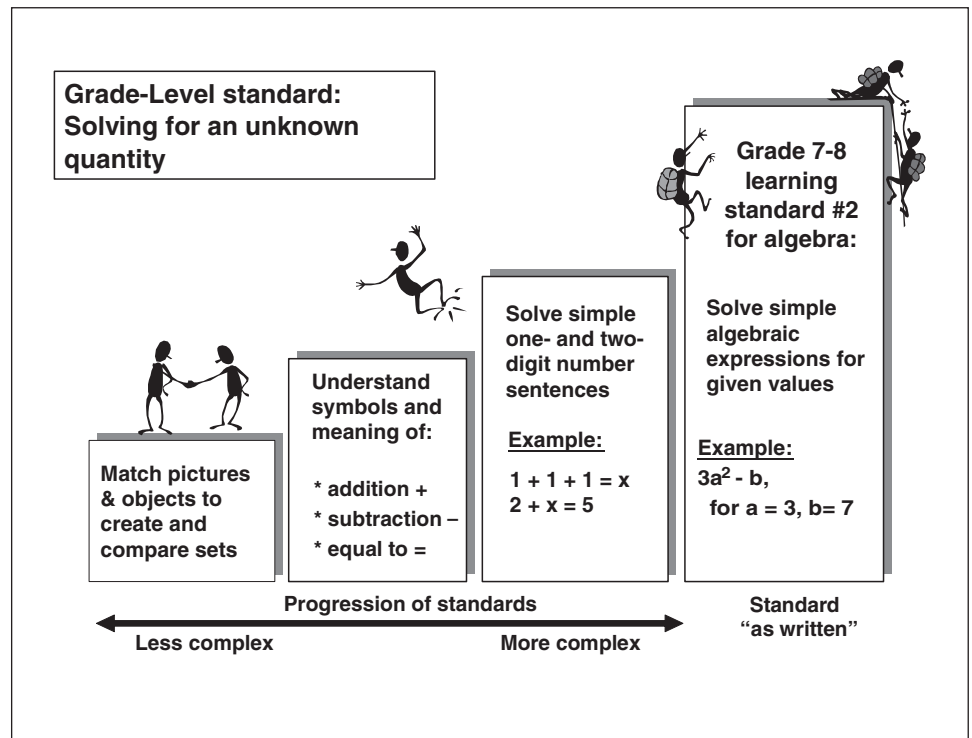 Grade-Level standard:
Solving for an unknown
quantity
Match pictures
& objects to
create and
compare sets
Understand
symbols and
meaning of:
* addition +
* subtraction –
* equal to =
Solve simple
one- and two-
digit number
sentences
Example:
1 + 1 + 1 = x
2 + x = 5
Grade 7-8
learning
standard #2
for algebra:
Solve simple
algebraic
expressions for
given values
Example:
3a² - b,
for a = 3, b= 7
Progression of standards
Less complex
More complex
Standard
“as written”